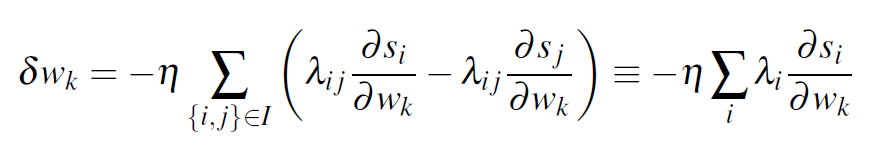 δw_k = −η ∑_{{i,j}∈I} ( λ_{ij} ∂s_i/∂w_k − λ_{ij} ∂s_j/∂w_k ) ≡ −η ∑_i λ_i ∂s_i/∂w_k